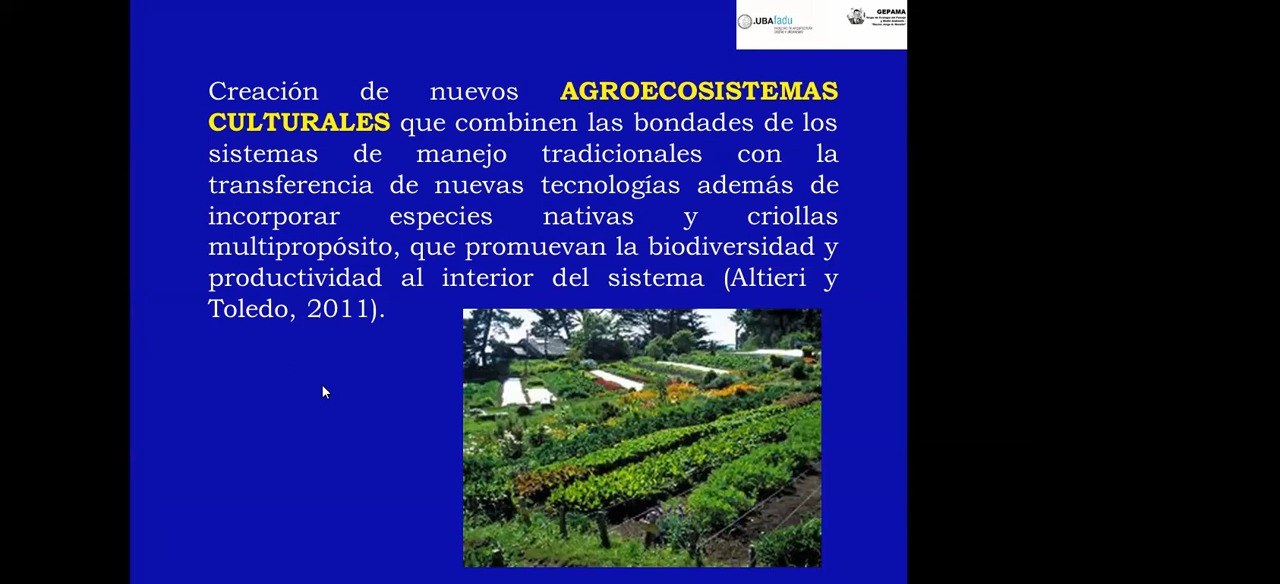 .UBAfadu
GEPAMA
Creación de nuevos AGROECOSISTEMAS
CULTURALES que combinen las bondades de los
sistemas de manejo tradicionales con la
transferencia de nuevas tecnologías además de
incorporar especies nativas y criollas
multipropósito, que promuevan la biodiversidad y
productividad al interior del sistema (Altieri y
Toledo, 2011).